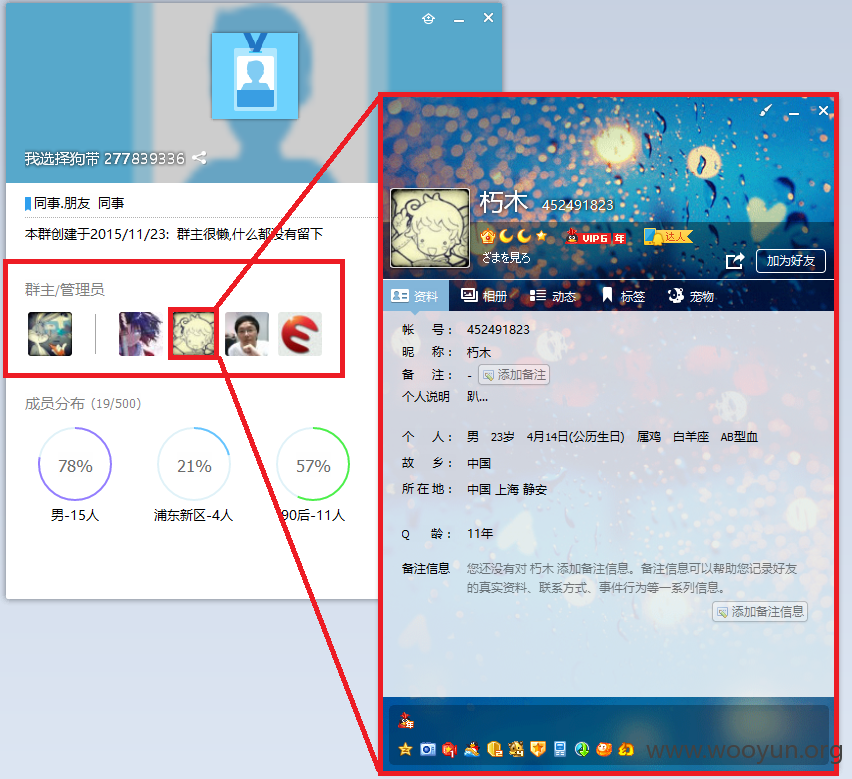 我选择狗带 277839336
同事.朋友 同事
本群创建于2015/11/23: 群主很懒,什么都没有留下
群主/管理员
成员分布 (19/500)
78%
21%
57%
男-15人
浦东新区-4人
90后-11人
朽木 452491823
VIP6 年
达人
ざまを見ろ
加为好友
资料
相册
动态
标签
宠物
帐 号: 452491823
昵 称: 朽木
备 注: - 添加备注
个人说明 趴...
个 人: 男 23岁 4月14日(公历生日) 属鸡 白羊座 AB型血
故 乡: 中国
所在地: 中国 上海 静安
Q 龄: 11年
备注信息 您还没有对 朽木 添加备注信息。备注信息可以帮助您记录好友
的真实资料、联系方式、事件行为等一系列信息。
添加备注信息
年
www.wooyun.org